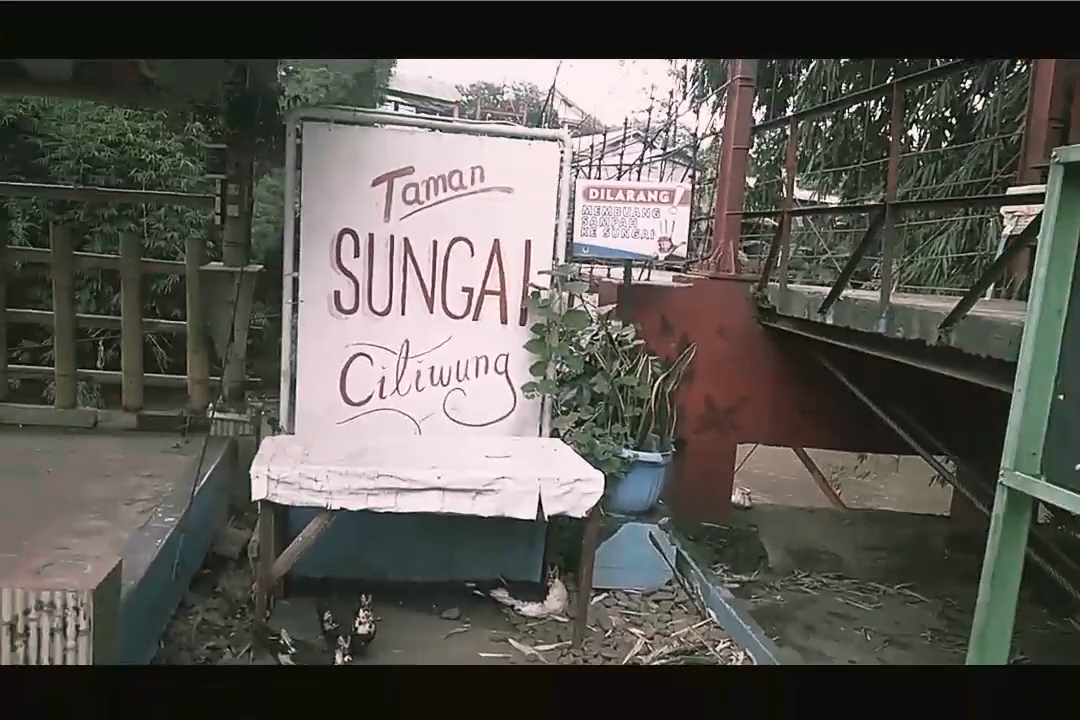 Taman
SUNGAI
Ciliwung
DILARANG!
MEMBUANG
SAMPAH
KE SUNGAI